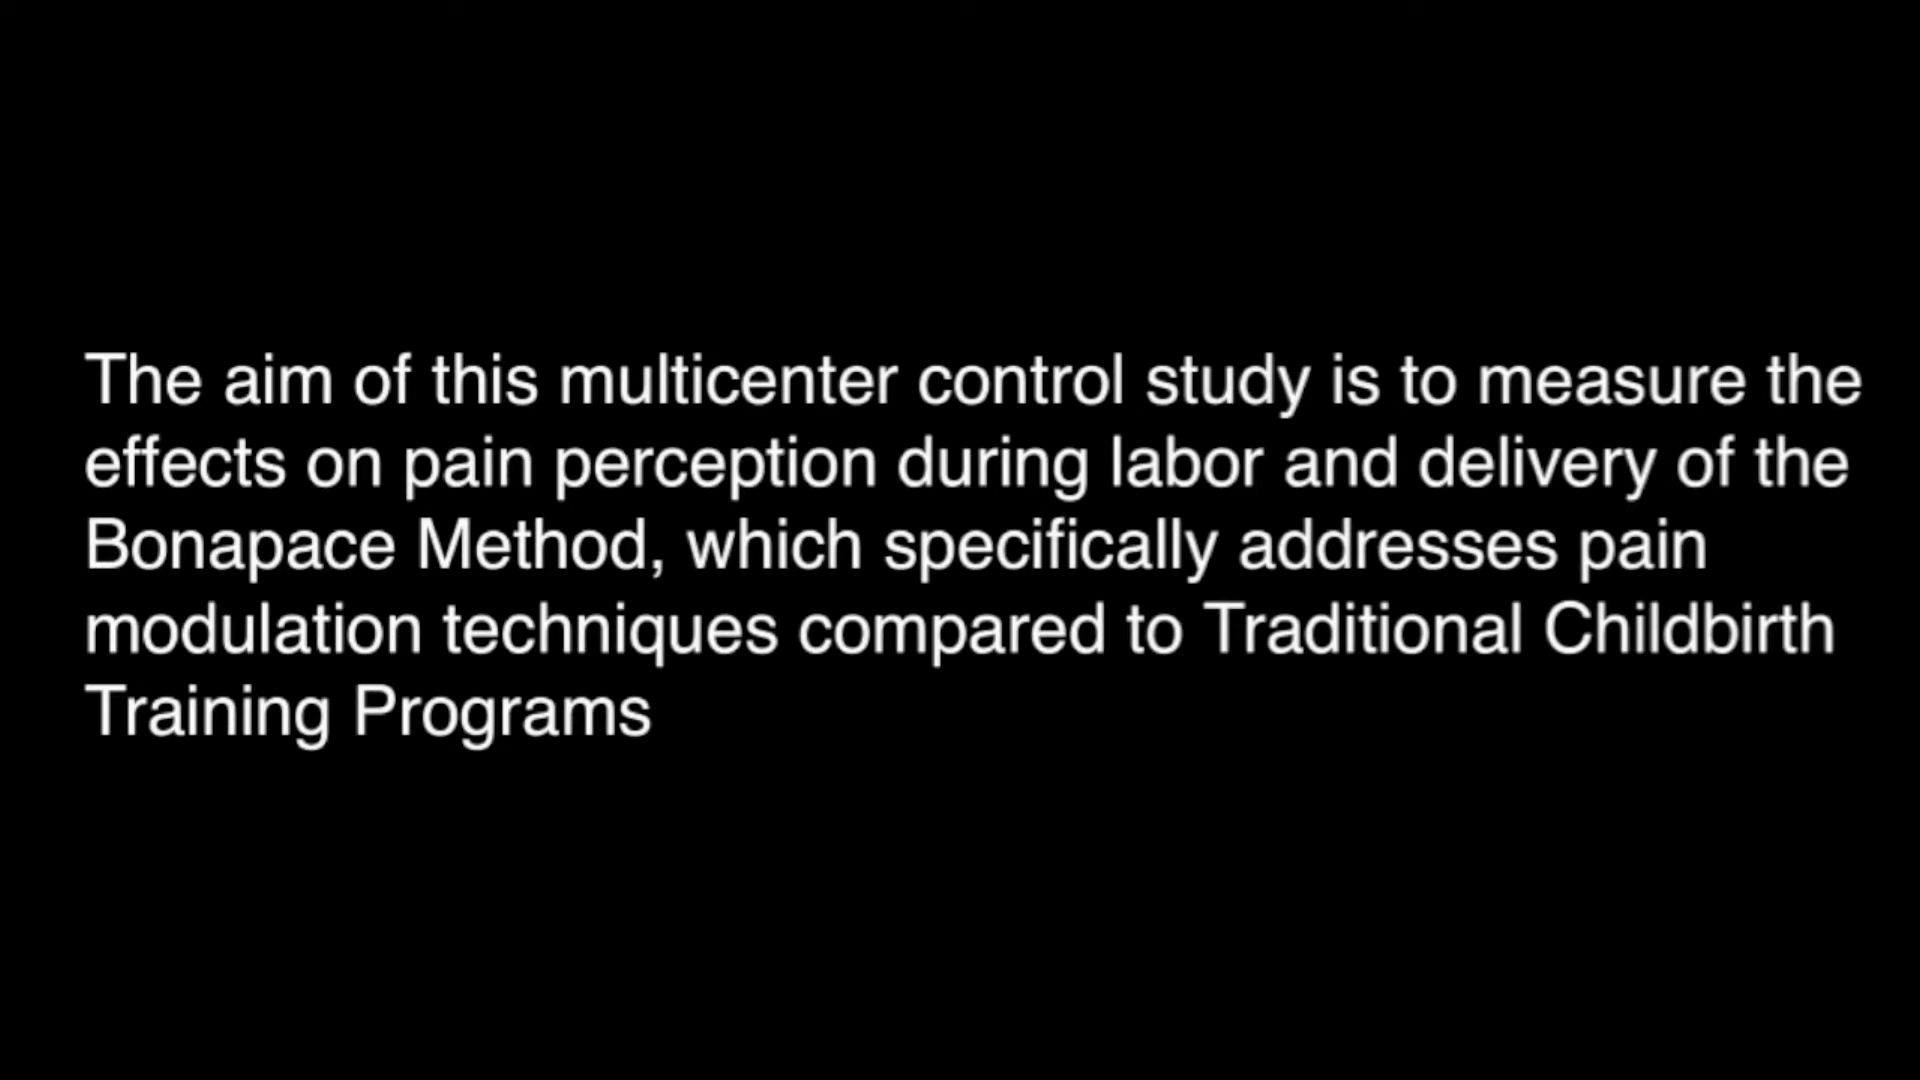 The aim of this multicenter control study is to measure the
effects on pain perception during labor and delivery of the
Bonapace Method, which specifically addresses pain
modulation techniques compared to Traditional Childbirth
Training Programs